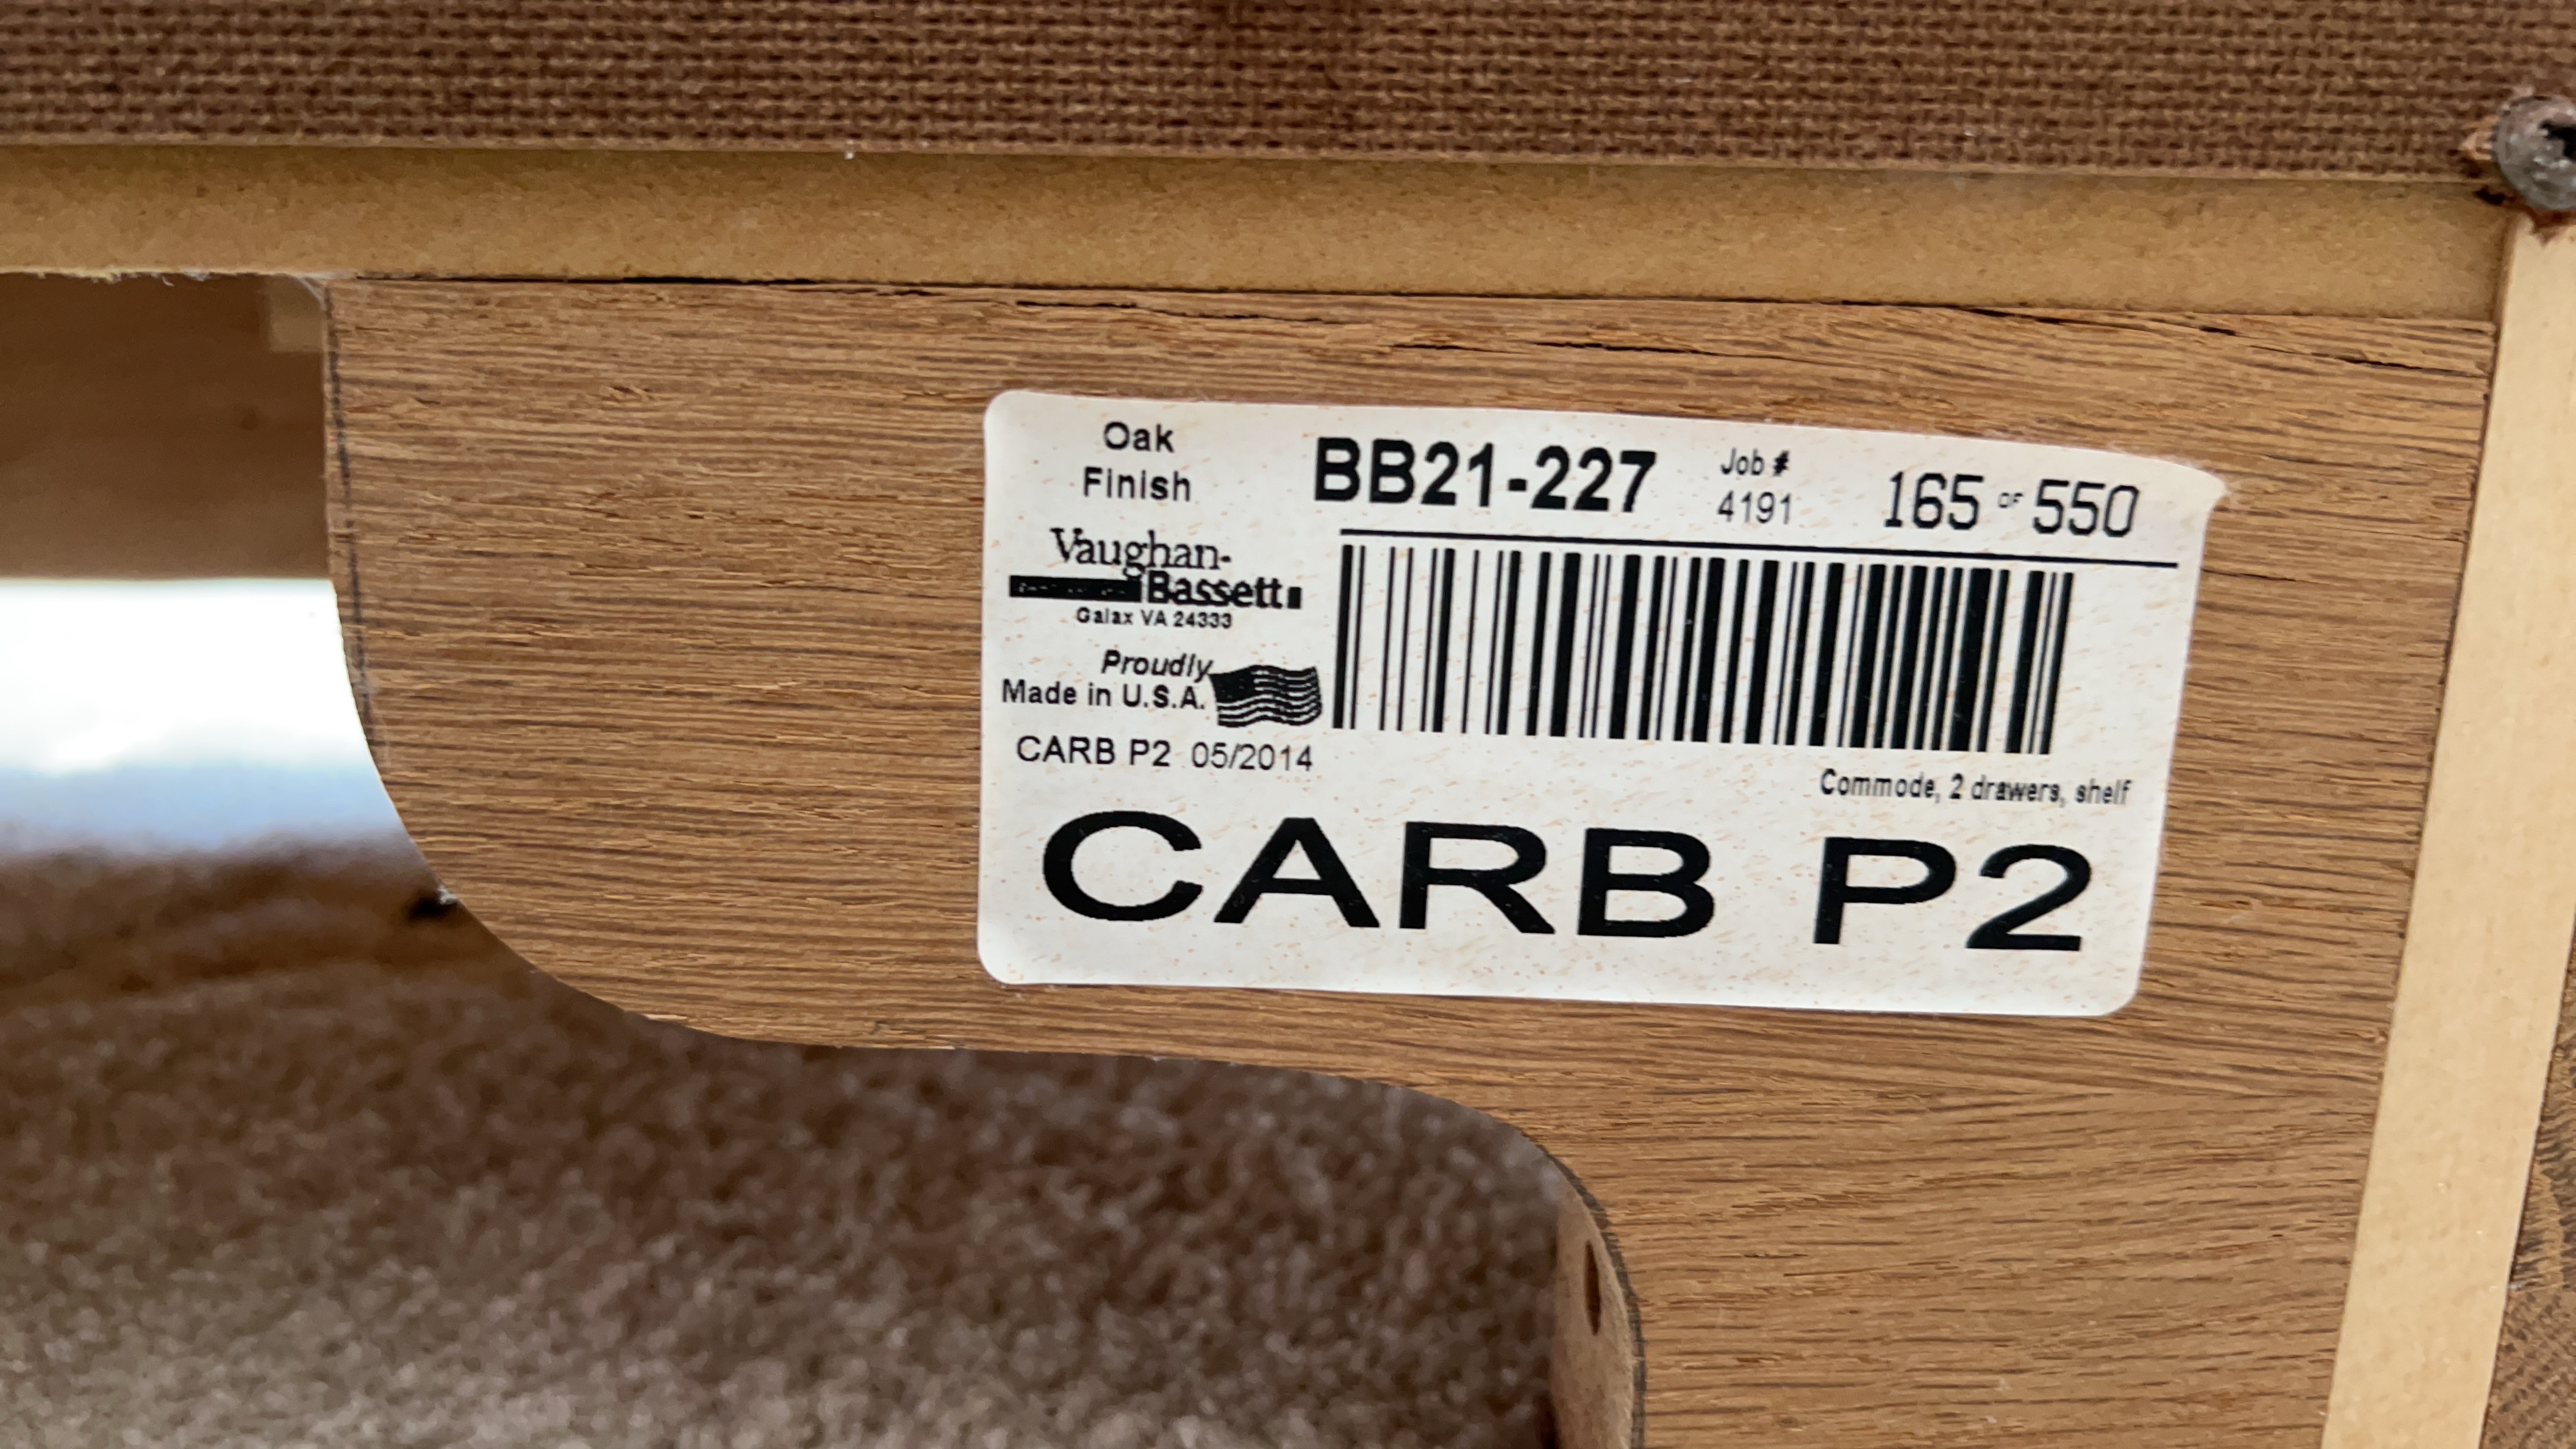 Oak
Finish
BB21-227
Job #
4191
165 OF 550
Vaughan-
Bassett
Galax VA 24333
Proudly
Made in U.S.A.
CARB P2 05/2014
Commode, 2 drawers, shelf
CARB P2